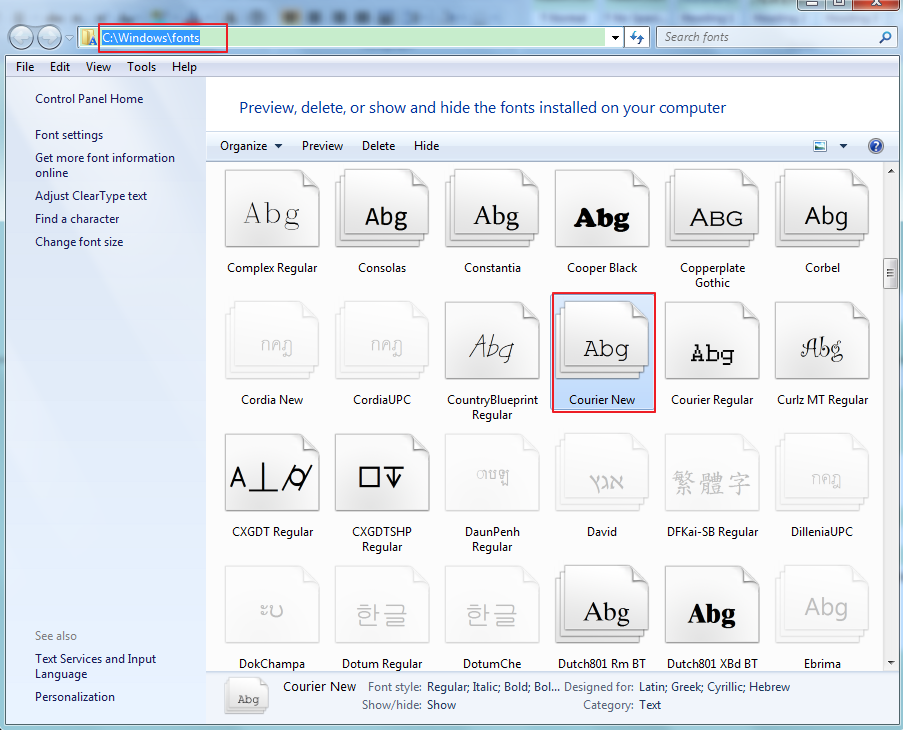 C:\Windows\fonts
Search fonts
File Edit View Tools Help
Control Panel Home
Font settings
Get more font information
online
Adjust ClearType text
Find a character
Change font size
See also
Text Services and Input
Language
Personalization
Preview, delete, or show and hide the fonts installed on your computer
Organize Preview Delete Hide
Abg Abg Abg Abg ABG Abg
Complex Regular Consolas Constantia Cooper Black Copperplate Gothic Corbel
กคฎ กคฎ Abg Abg Abg Abg
Cordia New CordiaUPC CountryBlueprint Regular Courier New Courier Regular Curlz MT Regular
אגץ 繁體字 กคฎ
CXGDT Regular CXGDTSHP Regular DaunPenh Regular David DFKai-SB Regular DilleniaUPC
한글 한글 Abg Abg Abg
DokChampa Dotum Regular DotumChe Dutch801 Rm BT Dutch801 XBd BT Ebrima
Abg
Courier New Font style: Regular; Italic; Bold; Bol... Designed for: Latin; Greek; Cyrillic; Hebrew
Show/hide: Show Category: Text